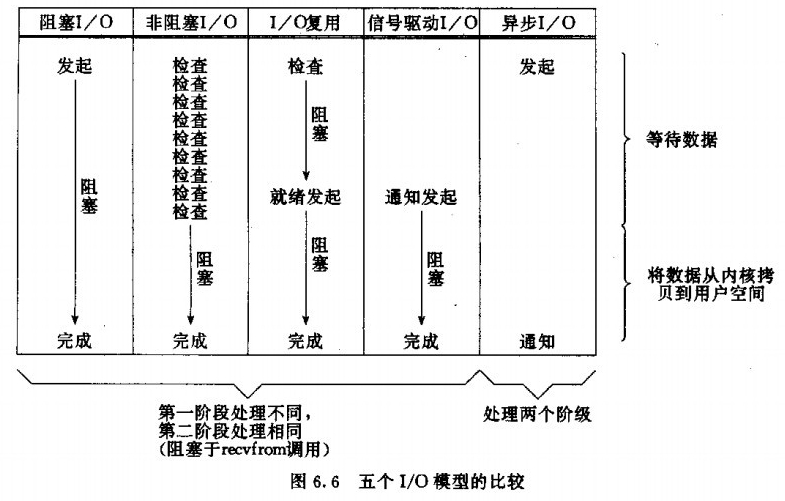 阻塞I/O 非阻塞I/O I/O复用 信号驱动I/O 异步I/O
发起 检查 检查 发起
检查
检查
检查
检查
检查
检查
检查
检查
阻塞
阻塞
就绪发起 通知发起
阻塞
阻塞
阻塞
完成 完成 完成 完成 通知
等待数据
将数据从内核拷
贝到用户空间
第一阶段处理不同，
第二阶段处理相同
（阻塞于recvfrom调用）
处理两个阶级
图 6.6 五个 I/O 模型的比较